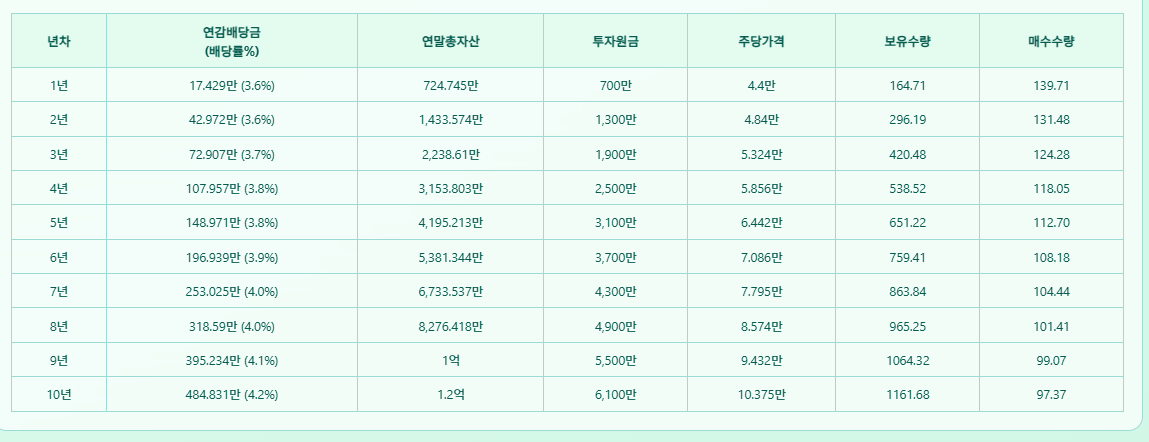 년차 연감배당금 (배당률%) 연말총자산 투자원금 주당가격 보유수량 매수수량
1년 17.429만 (3.6%) 724.745만 700만 4.4만 164.71 139.71
2년 42.972만 (3.6%) 1,433.574만 1,300만 4.84만 296.19 131.48
3년 72.907만 (3.7%) 2,238.61만 1,900만 5.324만 420.48 124.28
4년 107.957만 (3.8%) 3,153.803만 2,500만 5.856만 538.52 118.05
5년 148.971만 (3.8%) 4,195.213만 3,100만 6.442만 651.22 112.70
6년 196.939만 (3.9%) 5,381.344만 3,700만 7.086만 759.41 108.18
7년 253.025만 (4.0%) 6,733.537만 4,300만 7.795만 863.84 104.44
8년 318.59만 (4.0%) 8,276.418만 4,900만 8.574만 965.25 101.41
9년 395.234만 (4.1%) 1억 5,500만 9.432만 1064.32 99.07
10년 484.831만 (4.2%) 1.2억 6,100만 10.375만 1161.68 97.37